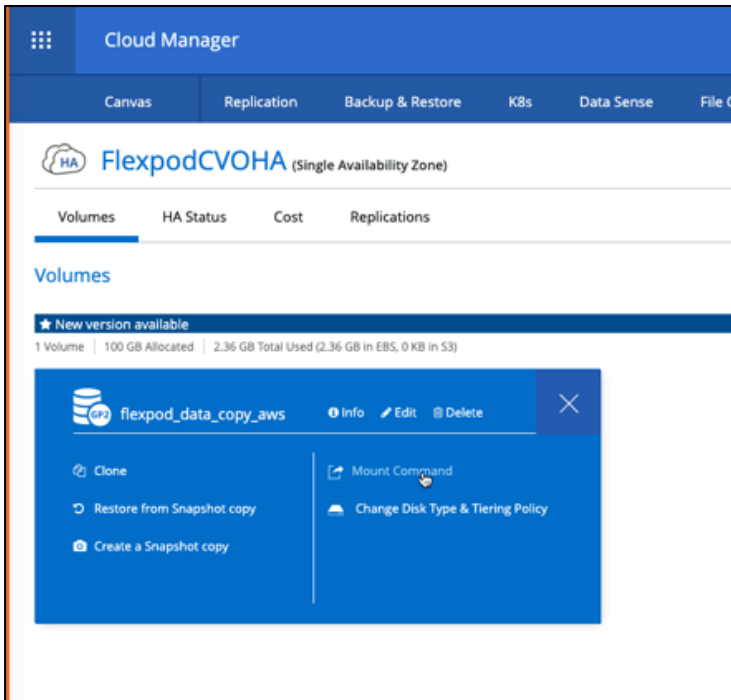 Cloud Manager
Canvas Replication Backup & Restore K8s Data Sense File
HA FlexpodCVOHA (Single Availability Zone)
Volumes HA Status Cost Replications
Volumes
New version available
1 Volume 100 GB Allocated 2.36 GB Total Used (2.36 GB in EBS, 0 KB in S3)
GP2 flexpod_data_copy_aws Info Edit Delete
Clone Mount Command
Restore from Snapshot copy Change Disk Type & Tiering Policy
Create a Snapshot copy